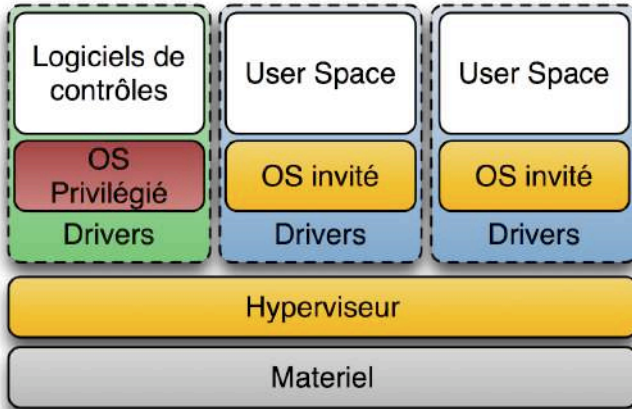 Logiciels de
contrôles
User Space
User Space
OS
Privilégié
OS invité
OS invité
Drivers
Drivers
Drivers
Hyperviseur
Materiel